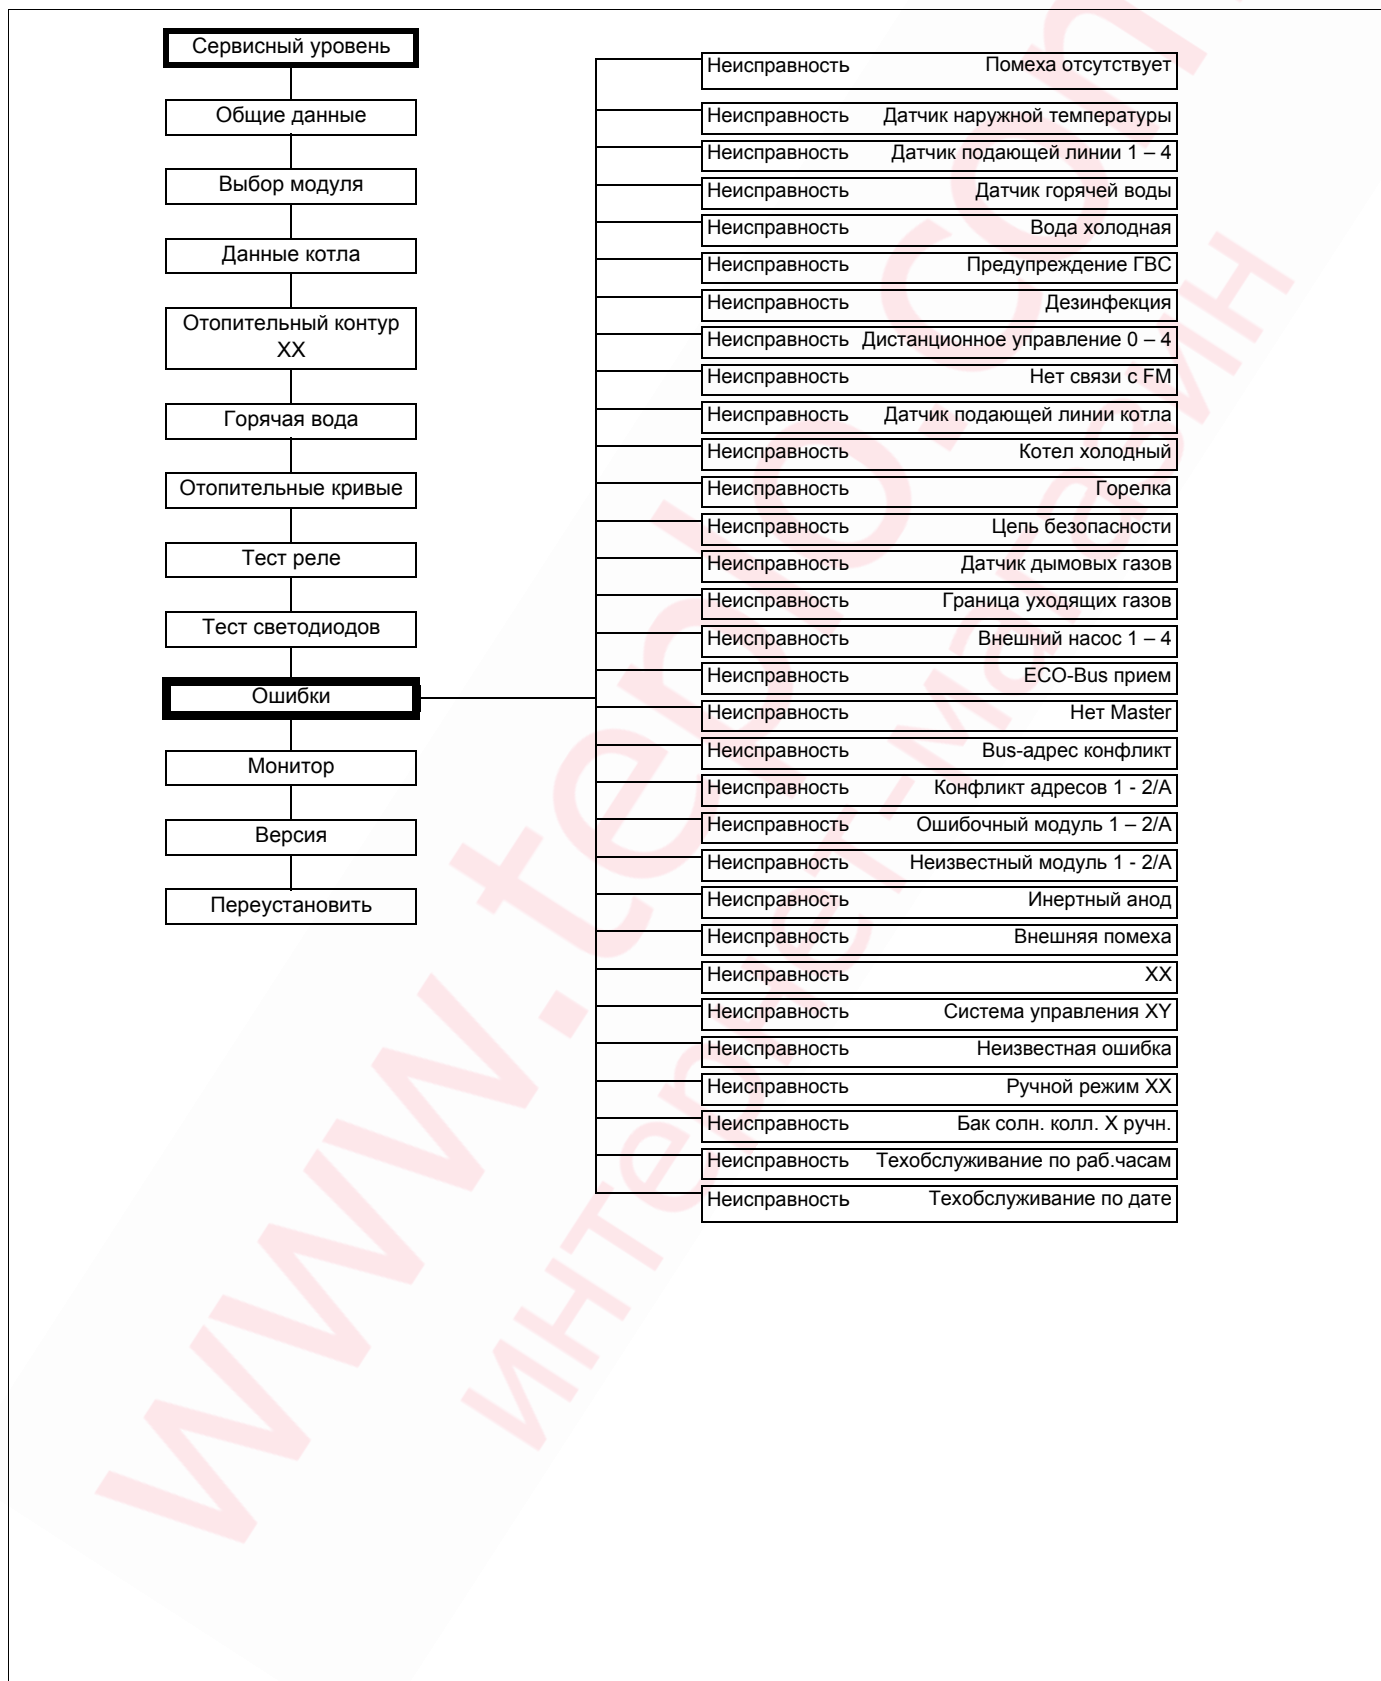 Сервисный уровень
Общие данные
Выбор модуля
Данные котла
Отопительный контур
XX
Горячая вода
Отопительные кривые
Тест реле
Тест светодиодов
Ошибки
Монитор
Версия
Переустановить
Неисправность Помеха отсутствует
Неисправность Датчик наружной температуры
Неисправность Датчик подающей линии 1 – 4
Неисправность Датчик горячей воды
Неисправность Вода холодная
Неисправность Предупреждение ГВС
Неисправность Дезинфекция
Неисправность Дистанционное управление 0 – 4
Неисправность Нет связи с FM
Неисправность Датчик подающей линии котла
Неисправность Котел холодный
Неисправность Горелка
Неисправность Цепь безопасности
Неисправность Датчик дымовых газов
Неисправность Граница уходящих газов
Неисправность Внешний насос 1 – 4
Неисправность ECO-Bus прием
Неисправность Нет Master
Неисправность Bus-адрес конфликт
Неисправность Конфликт адресов 1 - 2/A
Неисправность Ошибочный модуль 1 – 2/A
Неисправность Неизвестный модуль 1 - 2/A
Неисправность Инертный анод
Неисправность Внешняя помеха
Неисправность XX
Неисправность Система управления XY
Неисправность Неизвестная ошибка
Неисправность Ручной режим XX
Неисправность Бак солн. колл. X ручн.
Неисправность Техобслуживание по раб.часам
Неисправность Техобслуживание по дате
www.teplo.com
интернет-магазин